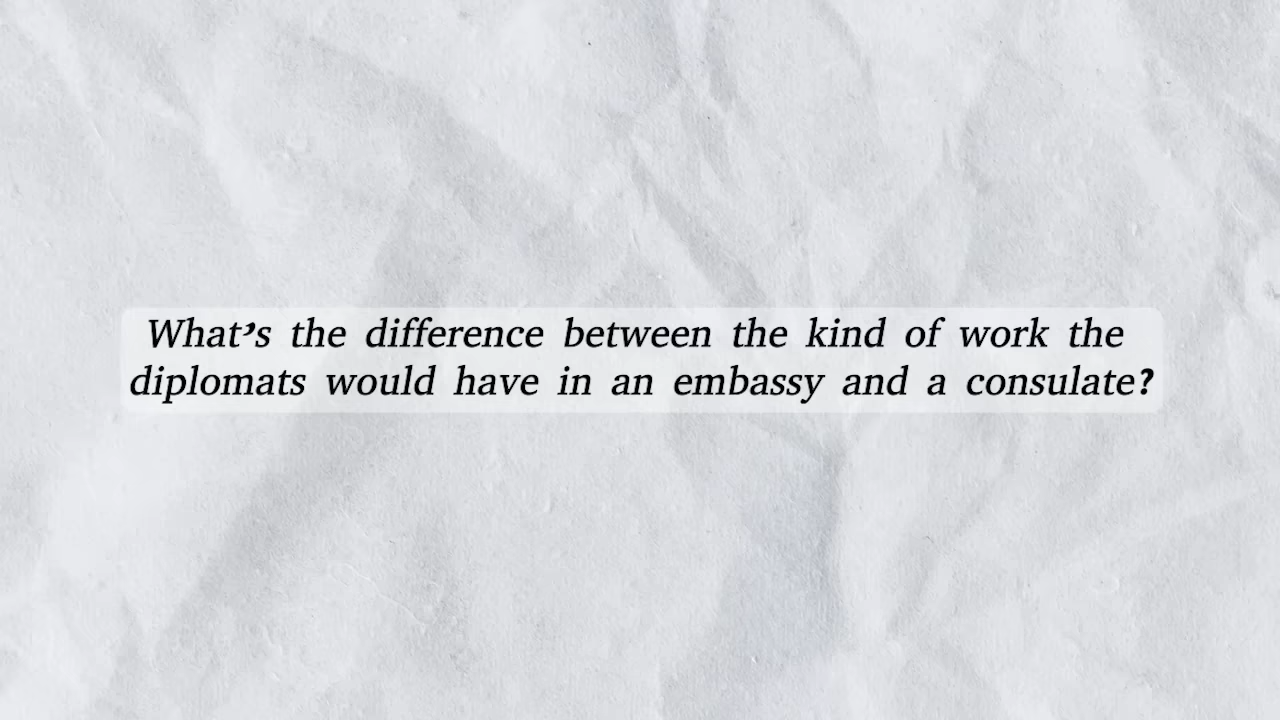 What's the difference between the kind of work the
diplomats would have in an embassy and a consulate?